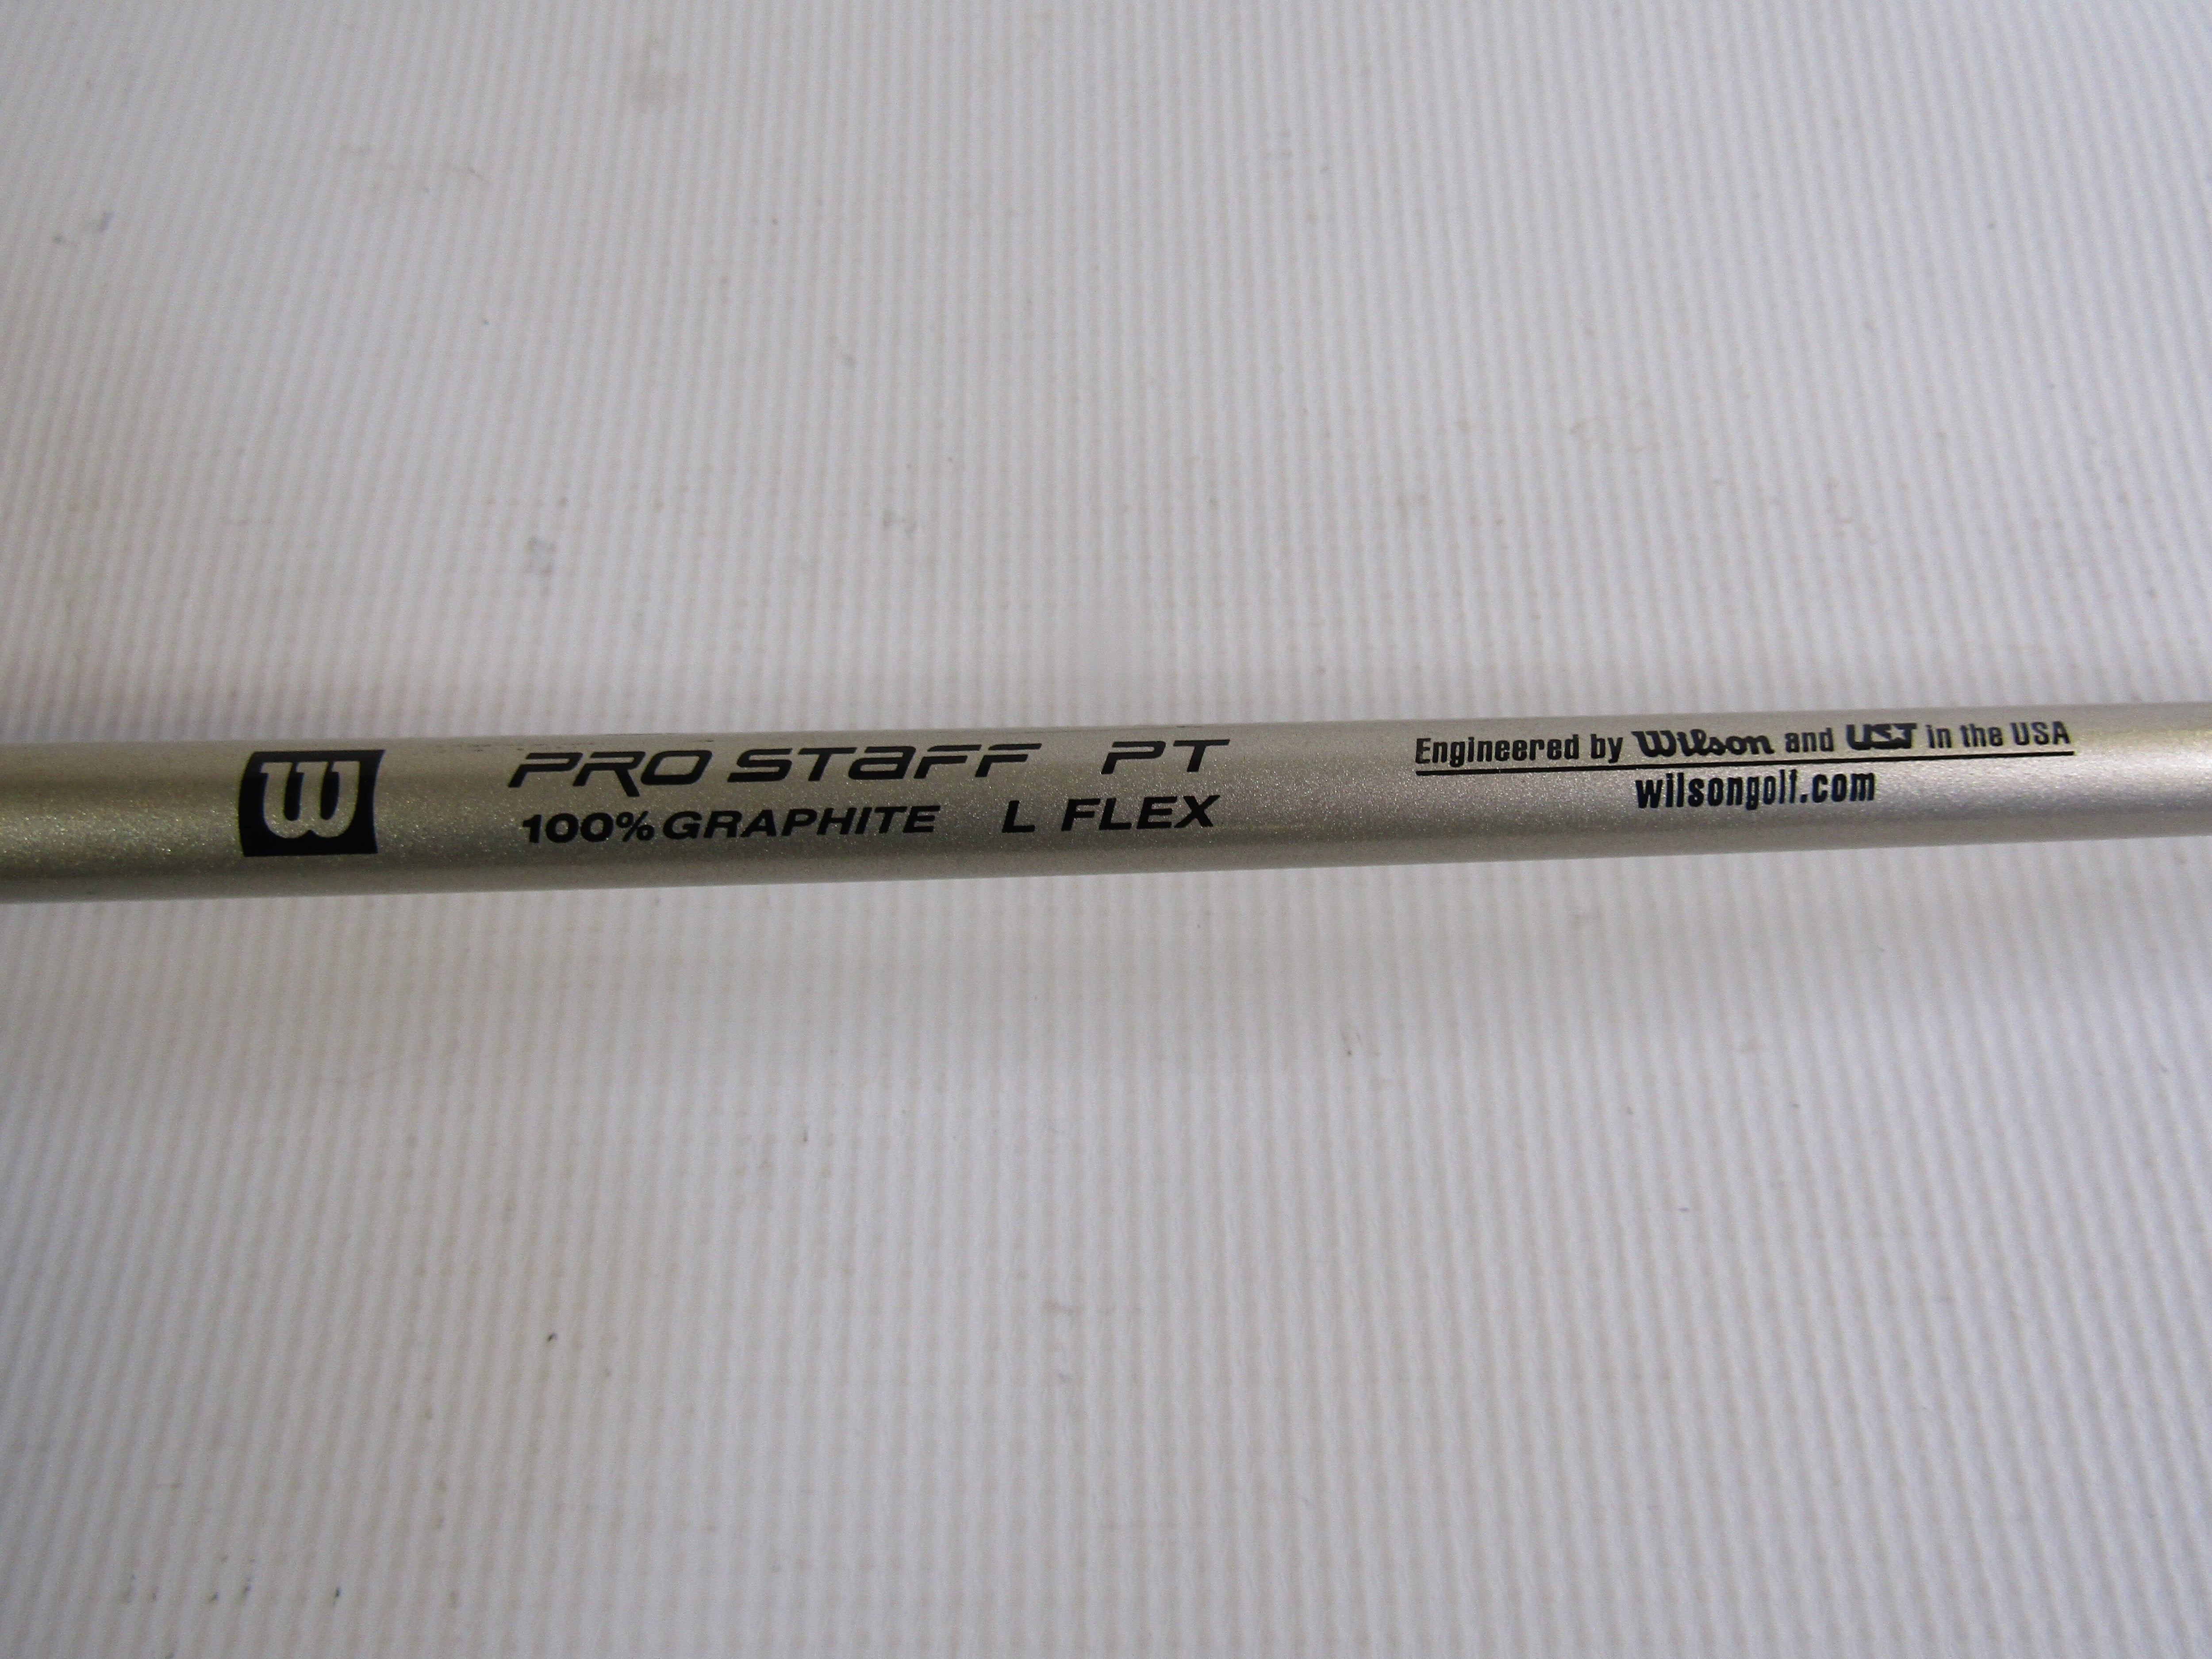 W
PRO STAFF PT
100% GRAPHITE L FLEX
Engineered by Wilson and UST in the USA
wilsongolf.com